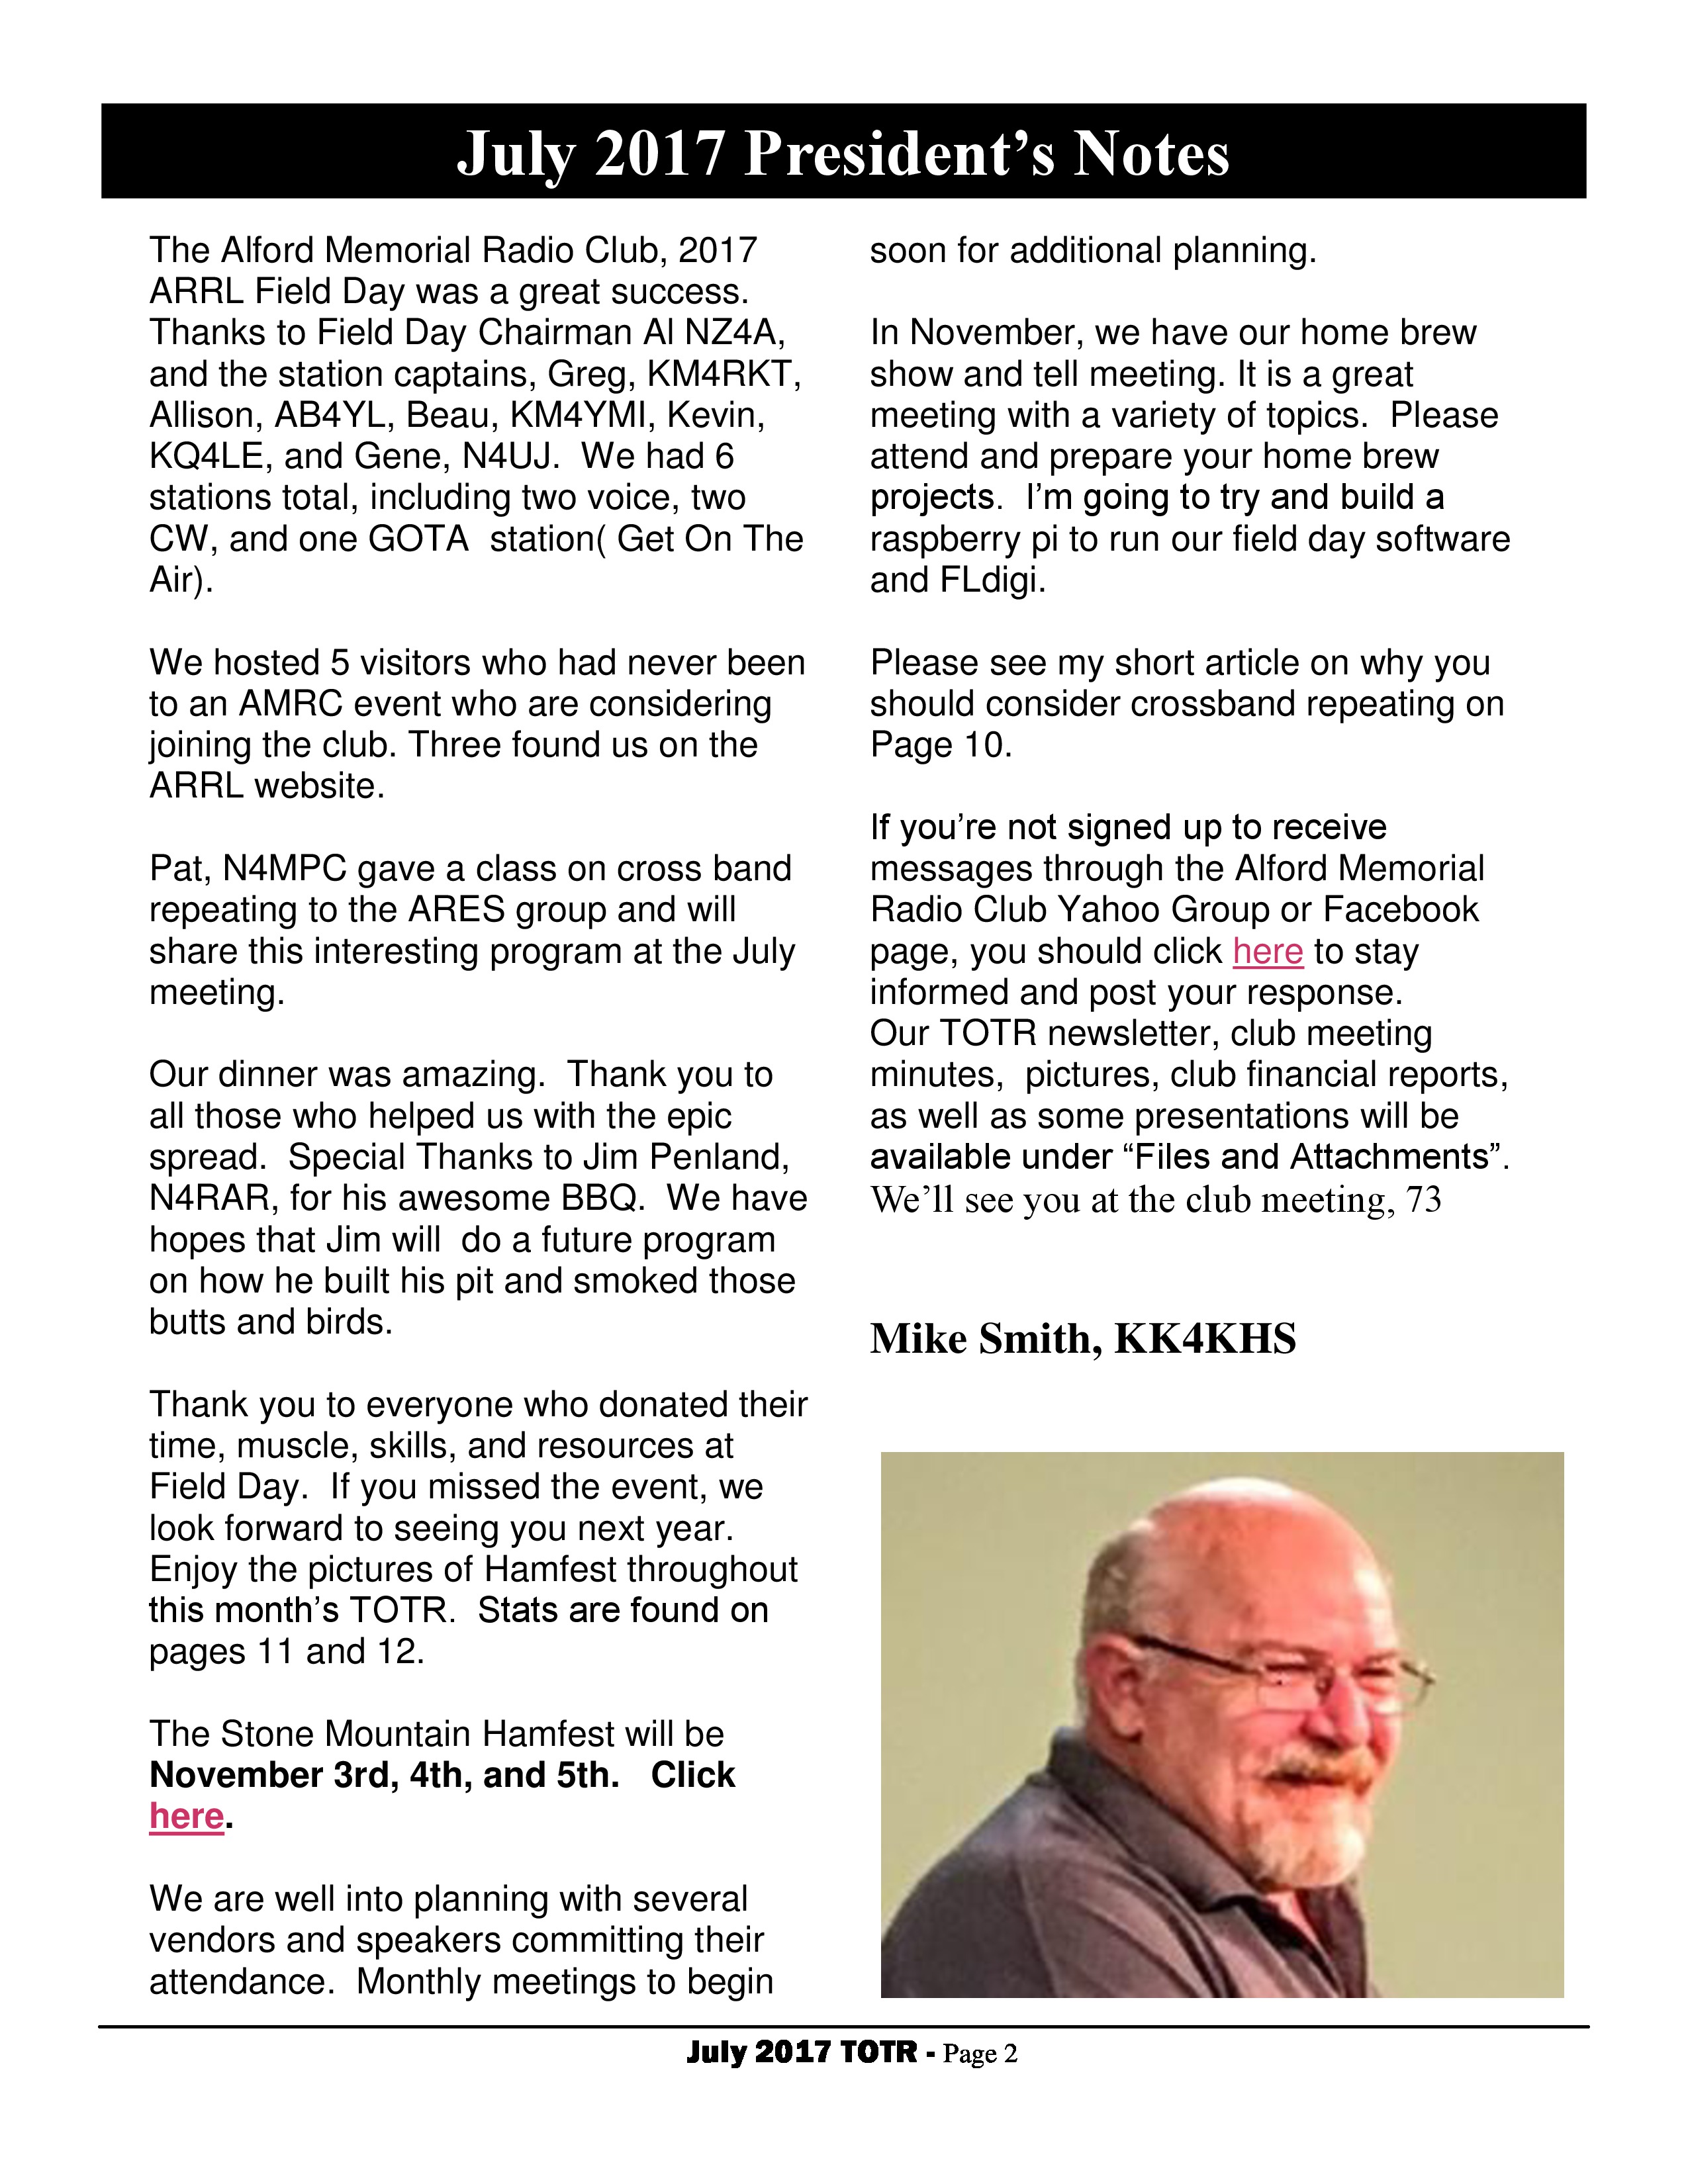 July 2017 President’s Notes
The Alford Memorial Radio Club, 2017
ARRL Field Day was a great success.
Thanks to Field Day Chairman Al NZ4A,
and the station captains, Greg, KM4RKT,
Allison, AB4YL, Beau, KM4YMI, Kevin,
KQ4LE, and Gene, N4UJ.  We had 6
stations total, including two voice, two
CW, and one GOTA  station( Get On The
Air).
We hosted 5 visitors who had never been
to an AMRC event who are considering
joining the club. Three found us on the
ARRL website.
Pat, N4MPC gave a class on cross band
repeating to the ARES group and will
share this interesting program at the July
meeting.
Our dinner was amazing.  Thank you to
all those who helped us with the epic
spread.  Special Thanks to Jim Penland,
N4RAR, for his awesome BBQ.  We have
hopes that Jim will  do a future program
on how he built his pit and smoked those
butts and birds.
Thank you to everyone who donated their
time, muscle, skills, and resources at
Field Day.  If you missed the event, we
look forward to seeing you next year.
Enjoy the pictures of Hamfest throughout
this month’s TOTR.  Stats are found on
pages 11 and 12.
The Stone Mountain Hamfest will be
November 3rd, 4th, and 5th.   Click
here.
We are well into planning with several
vendors and speakers committing their
attendance.  Monthly meetings to begin
soon for additional planning.
In November, we have our home brew
show and tell meeting. It is a great
meeting with a variety of topics.  Please
attend and prepare your home brew
projects.  I’m going to try and build a
raspberry pi to run our field day software
and FLdigi.
Please see my short article on why you
should consider crossband repeating on
Page 10.
If you’re not signed up to receive
messages through the Alford Memorial
Radio Club Yahoo Group or Facebook
page, you should click here to stay
informed and post your response.
Our TOTR newsletter, club meeting
minutes,  pictures, club financial reports,
as well as some presentations will be
available under “Files and Attachments”.
We’ll see you at the club meeting, 73
Mike Smith, KK4KHS
July 2017 TOTR - Page 2